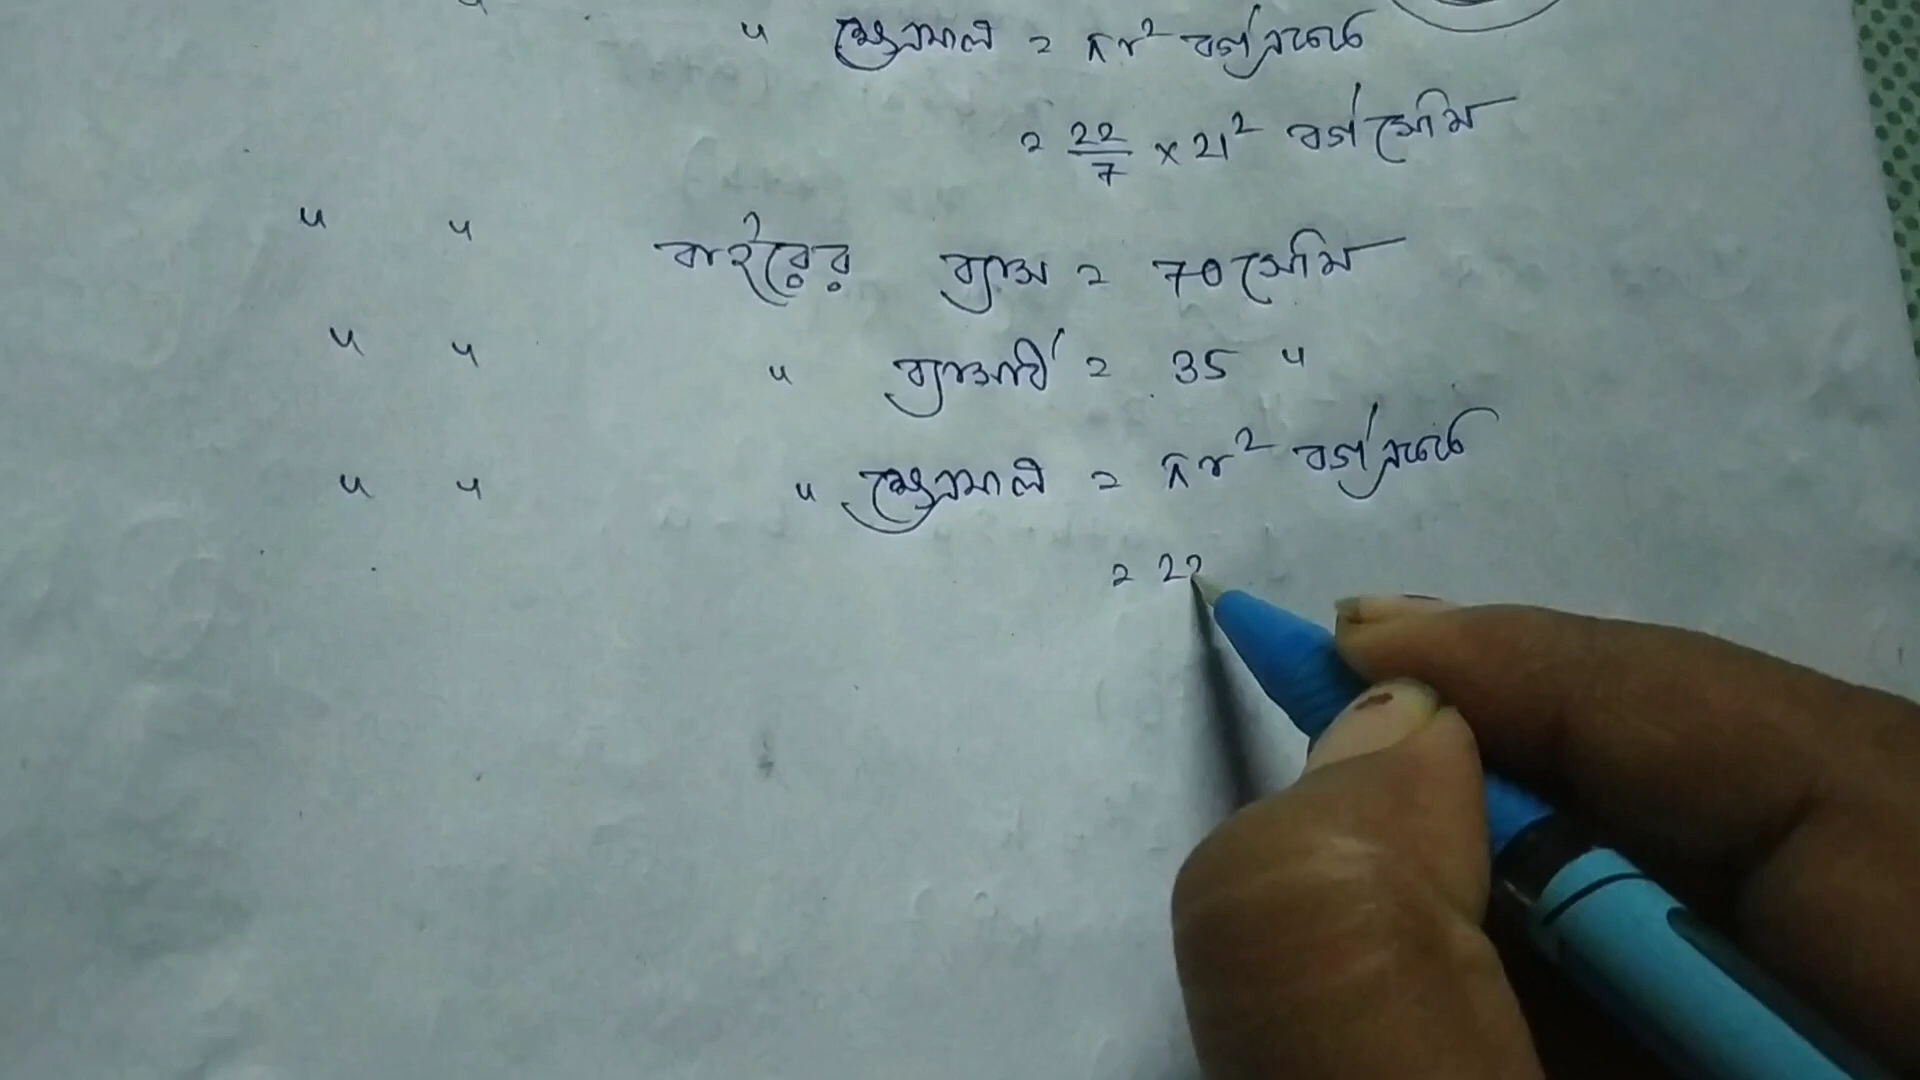 " ক্ষেত্রফল = πr² বর্গএকক
= 22/7 × 21² বর্গসেমি
" " বাইরের ব্যাস = 70 সেমি
" " " ব্যাসার্ধ = 35 "
" " " ক্ষেত্রফল = πr² বর্গএকক
= 22